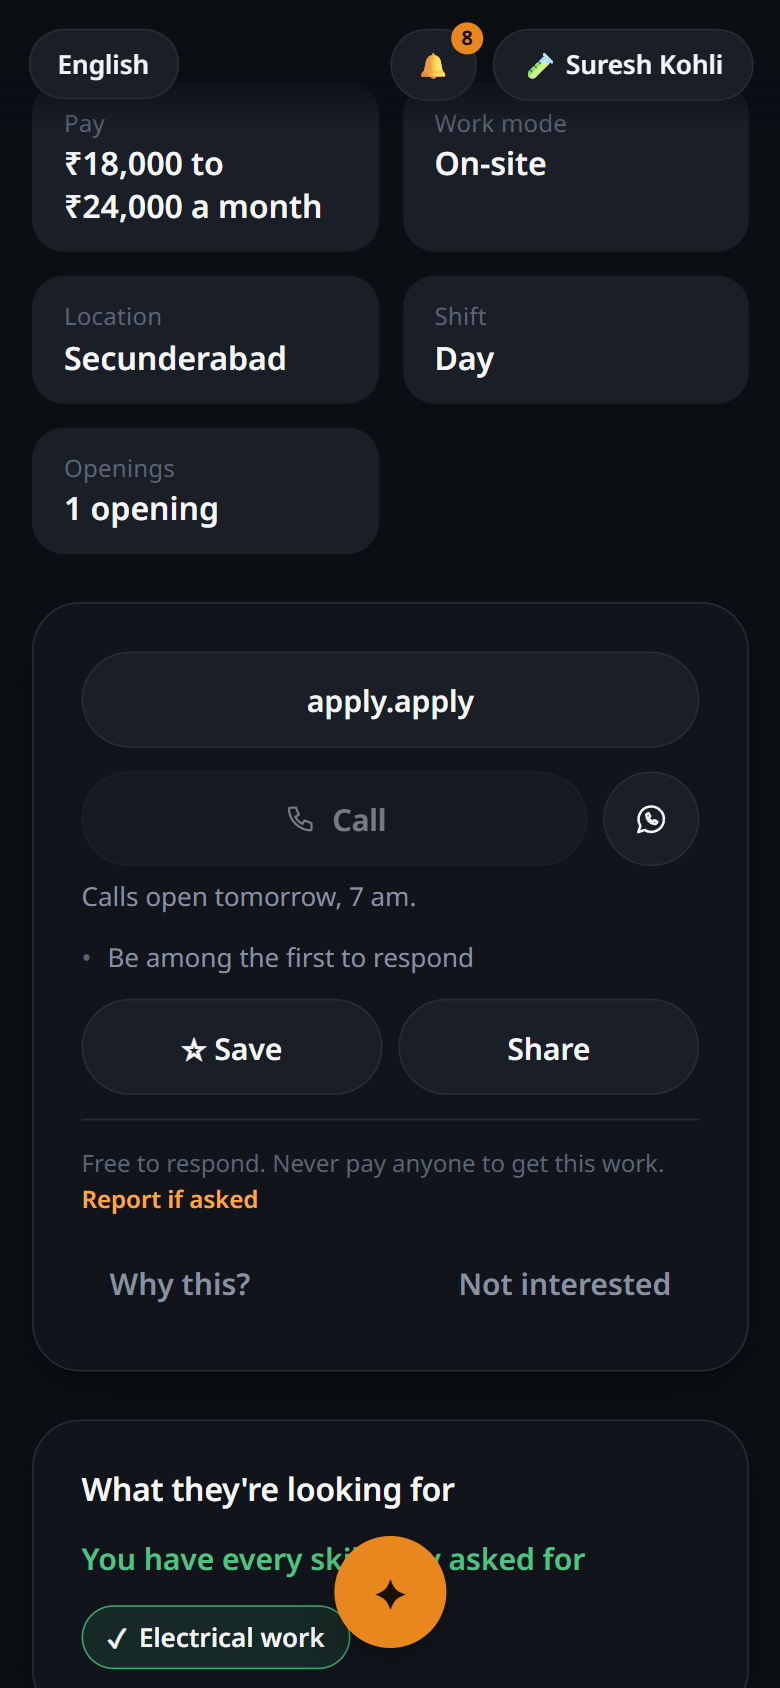 English
8
Suresh Kohli
Pay
₹18,000 to
₹24,000 a month
Work mode
On-site
Location
Secunderabad
Shift
Day
Openings
1 opening
apply.apply
Call
Calls open tomorrow, 7 am.
• Be among the first to respond
☆ Save
Share
Free to respond. Never pay anyone to get this work.
Report if asked
Why this?
Not interested
What they're looking for
You have every asked for
✓ Electrical work